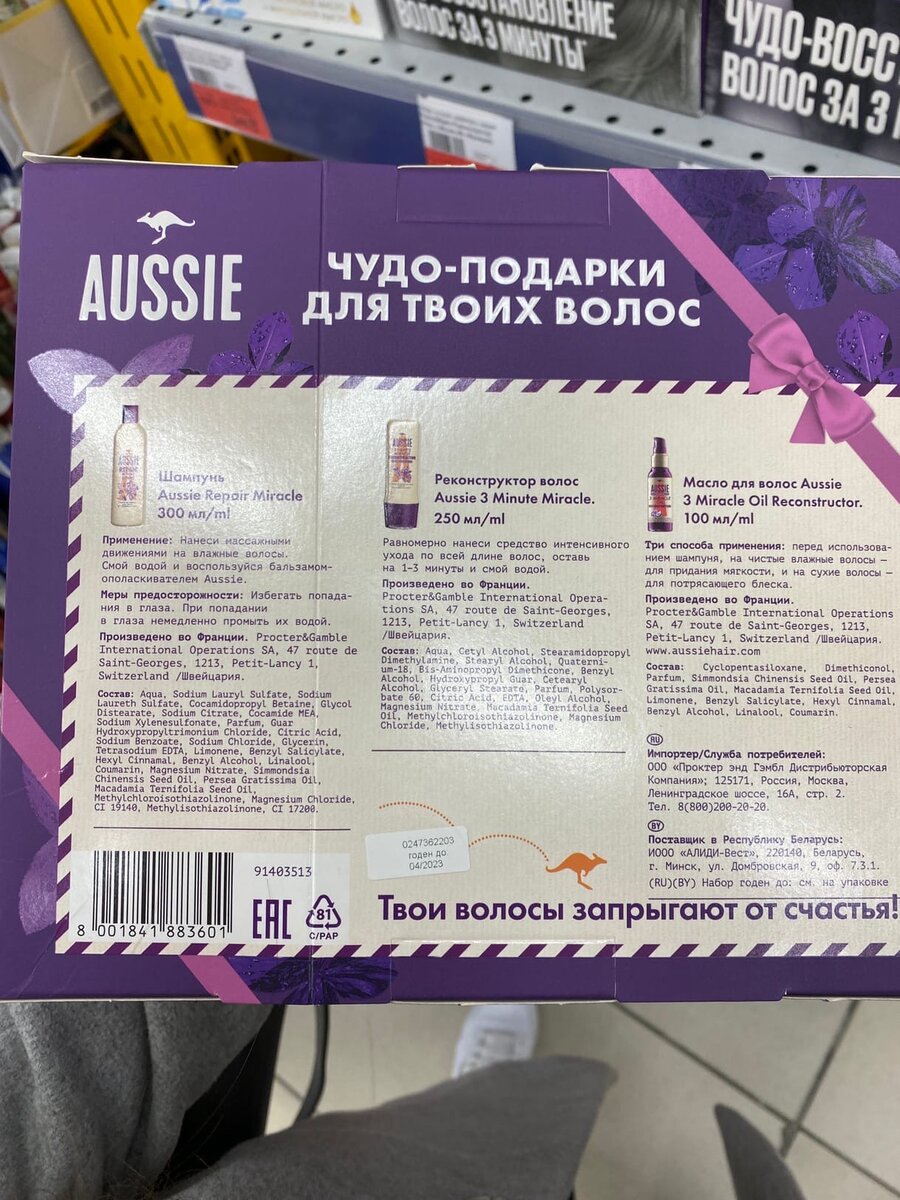 ВОССТАНОВЛЕНИЕ
ВОЛОС ЗА 3 МИНУТЫ
ЧУДО-ВОСС
ВОЛОС ЗА 3
AUSSIE
ЧУДО-ПОДАРКИ
ДЛЯ ТВОИХ ВОЛОС
Шампунь
Aussie Repair Miracle
300 мл/ml
Применение: Нанеси массажными
движениями на влажные волосы.
Смой водой и воспользуйся бальзамом-
ополаскивателем Aussie.
Меры предосторожности: Избегать попада-
ния в глаза. При попадании
в глаза немедленно промыть их водой.
Произведено во Франции. Procter&Gamble
International Operations SA, 47 route de
Saint-Georges, 1213, Petit-Lancy 1,
Switzerland /Швейцария.
Состав: Aqua, Sodium Lauryl Sulfate, Sodium
Laureth Sulfate, Cocamidopropyl Betaine, Glycol
Distearate, Sodium Citrate, Cocamide MEA,
Sodium Xylenesulfonate, Parfum, Guar
Hydroxypropyltrimonium Chloride, Citric Acid,
Sodium Benzoate, Sodium Chloride, Glycerin,
Tetrasodium EDTA, Limonene, Benzyl Salicylate,
Hexyl Cinnamal, Benzyl Alcohol, Linalool,
Coumarin, Magnesium Nitrate, Simmondsia
Chinensis Seed Oil, Persea Gratissima Oil,
Macadamia Ternifolia Seed Oil,
Methylchloroisothiazolinone, Magnesium Chloride,
CI 19140, Methylisothiazolinone, CI 17200.
8 001841 883601
91403513
EAC
81
C/PAP
AUSSIE
Реконструктор волос
Aussie 3 Minute Miracle.
250 мл/ml
Равномерно нанеси средство интенсивного
ухода по всей длине волос, оставь
на 1-3 минуты и смой водой.
Произведено во Франции.
Procter&Gamble International Opera-
tions SA, 47 route de Saint-Georges,
1213, Petit-Lancy 1, Switzerland
/Швейцария.
Состав: Aqua, Cetyl Alcohol, Stearamidopropyl
Dimethylamine, Stearyl Alcohol, Quaterni-
um-18, Bis-Aminopropyl Dimethicone, Benzyl
Alcohol, Hydroxypropyl Guar, Cetearyl
Alcohol, Glyceryl Stearate, Parfum, Polysor-
bate 60, Citric Acid, EDTA, Oleyl Alcohol,
Magnesium Nitrate, Macadamia Ternifolia Seed
Oil, Methylchloroisothiazolinone, Magnesium
Chloride, Methylisothiazolinone.
0247362203
годен до
04/2023
AUSSIE
Масло для волос Aussie
3 Miracle Oil Reconstructor.
100 мл/ml
Три способа применения: перед использова-
нием шампуня, на чистые влажные волосы –
для придания мягкости, и на сухие волосы –
для потрясающего блеска.
Произведено во Франции.
Procter&Gamble International Operations
SA, 47 route de Saint-Georges, 1213,
Petit-Lancy 1, Switzerland /Швейцария.
www.aussiehair.com
Состав: Cyclopentasiloxane, Dimethiconol,
Parfum, Simmondsia Chinensis Seed Oil, Persea
Gratissima Oil, Macadamia Ternifolia Seed Oil,
Limonene, Benzyl Salicylate, Hexyl Cinnamal,
Benzyl Alcohol, Linalool, Coumarin.
RU
Импортер/Служба потребителей:
ООО «Проктер энд Гэмбл Дистрибьюторская
Компания»; 125171, Россия, Москва,
Ленинградское шоссе, 16А, стр. 2.
Тел. 8(800)200-20-20.
BY
Поставщик в Республику Беларусь:
ИООО «АЛИДИ-Вест», 220140, Беларусь,
г. Минск, ул. Домбровская, 9, оф. 7.3.1.
(RU)(BY) Набор годен до: см. на упаковке
Твои волосы запрыгают от счастья!